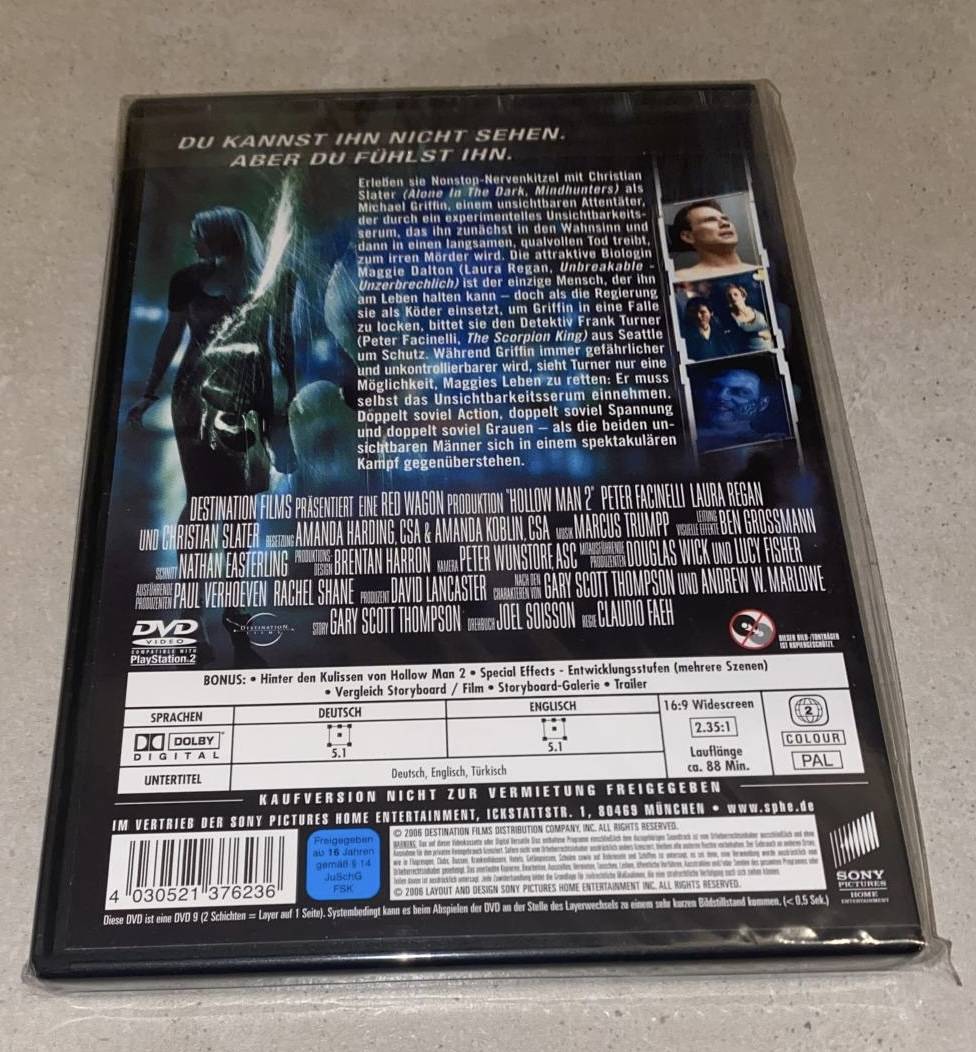 DU KANNST IHN NICHT SEHEN.
ABER DU FÜHLST IHN.
Erleben sie Nonstop-Nervenkitzel mit Christian
Slater (Alone In The Dark, Mindhunters) als
Michael Griffin, einem unsichtbaren Attentäter,
der durch ein experimentelles Unsichtbarkeits-
serum, das ihn zunächst in den Wahnsinn und
dann in einen langsamen, qualvollen Tod treibt,
zum irren Mörder wird. Die attraktive Biologin
Maggie Dalton (Laura Regan, Unbreakable -
Unzerbrechlich) ist der einzige Mensch, der ihn
am Leben halten kann – doch als die Regierung
sie als Köder einsetzt, um Griffin in eine Falle
zu locken, bittet sie den Detektiv Frank Turner
(Peter Facinelli, The Scorpion King) aus Seattle
um Schutz. Während Griffin immer gefährlicher
und unkontrollierbarer wird, sieht Turner nur eine
Möglichkeit, Maggies Leben zu retten: Er muss
selbst das Unsichtbarkeitsserum einnehmen.
Doppelt soviel Action, doppelt soviel Spannung
und doppelt soviel Grauen – als die beiden un-
sichtbaren Männer sich in einem spektakulären
Kampf gegenüberstehen.
DESTINATION FILMS PRÄSENTIERT EINE RED WAGON PRODUKTION "HOLLOW MAN 2" PETER FACINELLI LAURA REGAN
UND CHRISTIAN SLATER BESETZUNG AMANDA HARDING, CSA & AMANDA KOBLIN, CSA MUSIK MARCUS TRUMPP LEITUNG VISUELLE EFFEKTE BEN GROSSMANN
SCHNITT NATHAN EASTERLING PRODUKTIONS- DESIGN BRENTAN HARRON KAMERA PETER WUNSTORF, ASC MITAUSFÜHRENDE PRODUZENTEN DOUGLAS WICK UND LUCY FISHER
AUSFÜHRENDE PRODUZENTEN PAUL VERHOEVEN RACHEL SHANE PRODUZENT DAVID LANCASTER NACH DEN CHARAKTEREN VON GARY SCOTT THOMPSON UND ANDREW W. MARLOWE
STORY GARY SCOTT THOMPSON DREHBUCH JOEL SOISSON REGIE CLAUDIO FAEH
DVD
VIDEO
COMPATIBLE WITH
PlayStation.2
DESTINATION
FILMS
DIESER BILD-/TONTRÄGER
IST KOPIERGESCHÜTZT.
BONUS: • Hinter den Kulissen von Hollow Man 2 • Special Effects - Entwicklungsstufen (mehrere Szenen)
• Vergleich Storyboard / Film • Storyboard-Galerie • Trailer
SPRACHEN DEUTSCH ENGLISCH
DOLBY
DIGITAL
5.1 5.1
UNTERTITEL Deutsch, Englisch, Türkisch
16:9 Widescreen
2.35:1
Lauflänge
ca. 88 Min.
2
COLOUR
PAL
KAUFVERSION NICHT ZUR VERMIETUNG FREIGEGEBEN
IM VERTRIEB DER SONY PICTURES HOME ENTERTAINMENT, ICKSTATTSTR. 1, 80469 MÜNCHEN • www.sphe.de
4 030521 376236
Freigegeben
ab 16 Jahren
gemäß § 14
JuSchG
FSK
© 2006 DESTINATION FILMS DISTRIBUTION COMPANY, INC. ALL RIGHTS RESERVED.
© 2006 LAYOUT AND DESIGN SONY PICTURES HOME ENTERTAINMENT INC. ALL RIGHTS RESERVED.
SONY
PICTURES
HOME
ENTERTAINMENT
Diese DVD ist eine DVD 9 (2 Schichten = Layer auf 1 Seite). Systembedingt kann es beim Abspielen der DVD an der Stelle des Layerwechsels zu einem sehr kurzen Bildstillstand kommen. (< 0,5 Sek.)